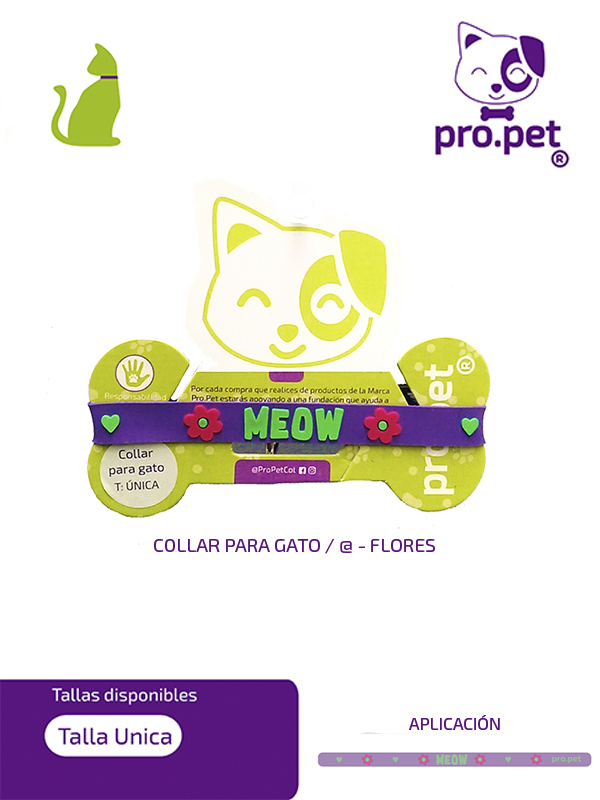 pro.pet
®
Responsabilidad
Por cada compra que realices de productos de la Marca
Pro.Pet estarás apoyando a una fundación que ayuda a
MEOW
Collar
para gato
T: ÚNICA
@ProPetCol
pro.pet®
COLLAR PARA GATO / @ - FLORES
Tallas disponibles
Talla Unica
APLICACIÓN
MEOW
pro.pet